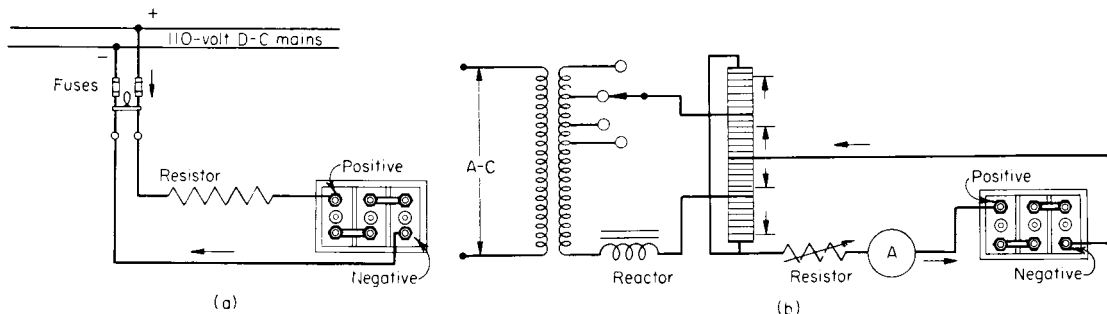 +
110-volt D-C mains
−
Fuses
Resistor
Positive
Negative
(a)
A-C
Reactor
Resistor
A
Positive
Negative
(b)